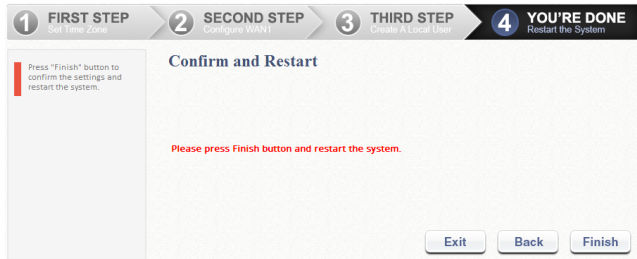 1 FIRST STEP
Set Time Zone
2 SECOND STEP
Configure WAN1
3 THIRD STEP
Create A Local User
4 YOU'RE DONE
Restart the System
Press "Finish" button to
confirm the settings and
restart the system.
Confirm and Restart
Please press Finish button and restart the system.
Exit Back Finish